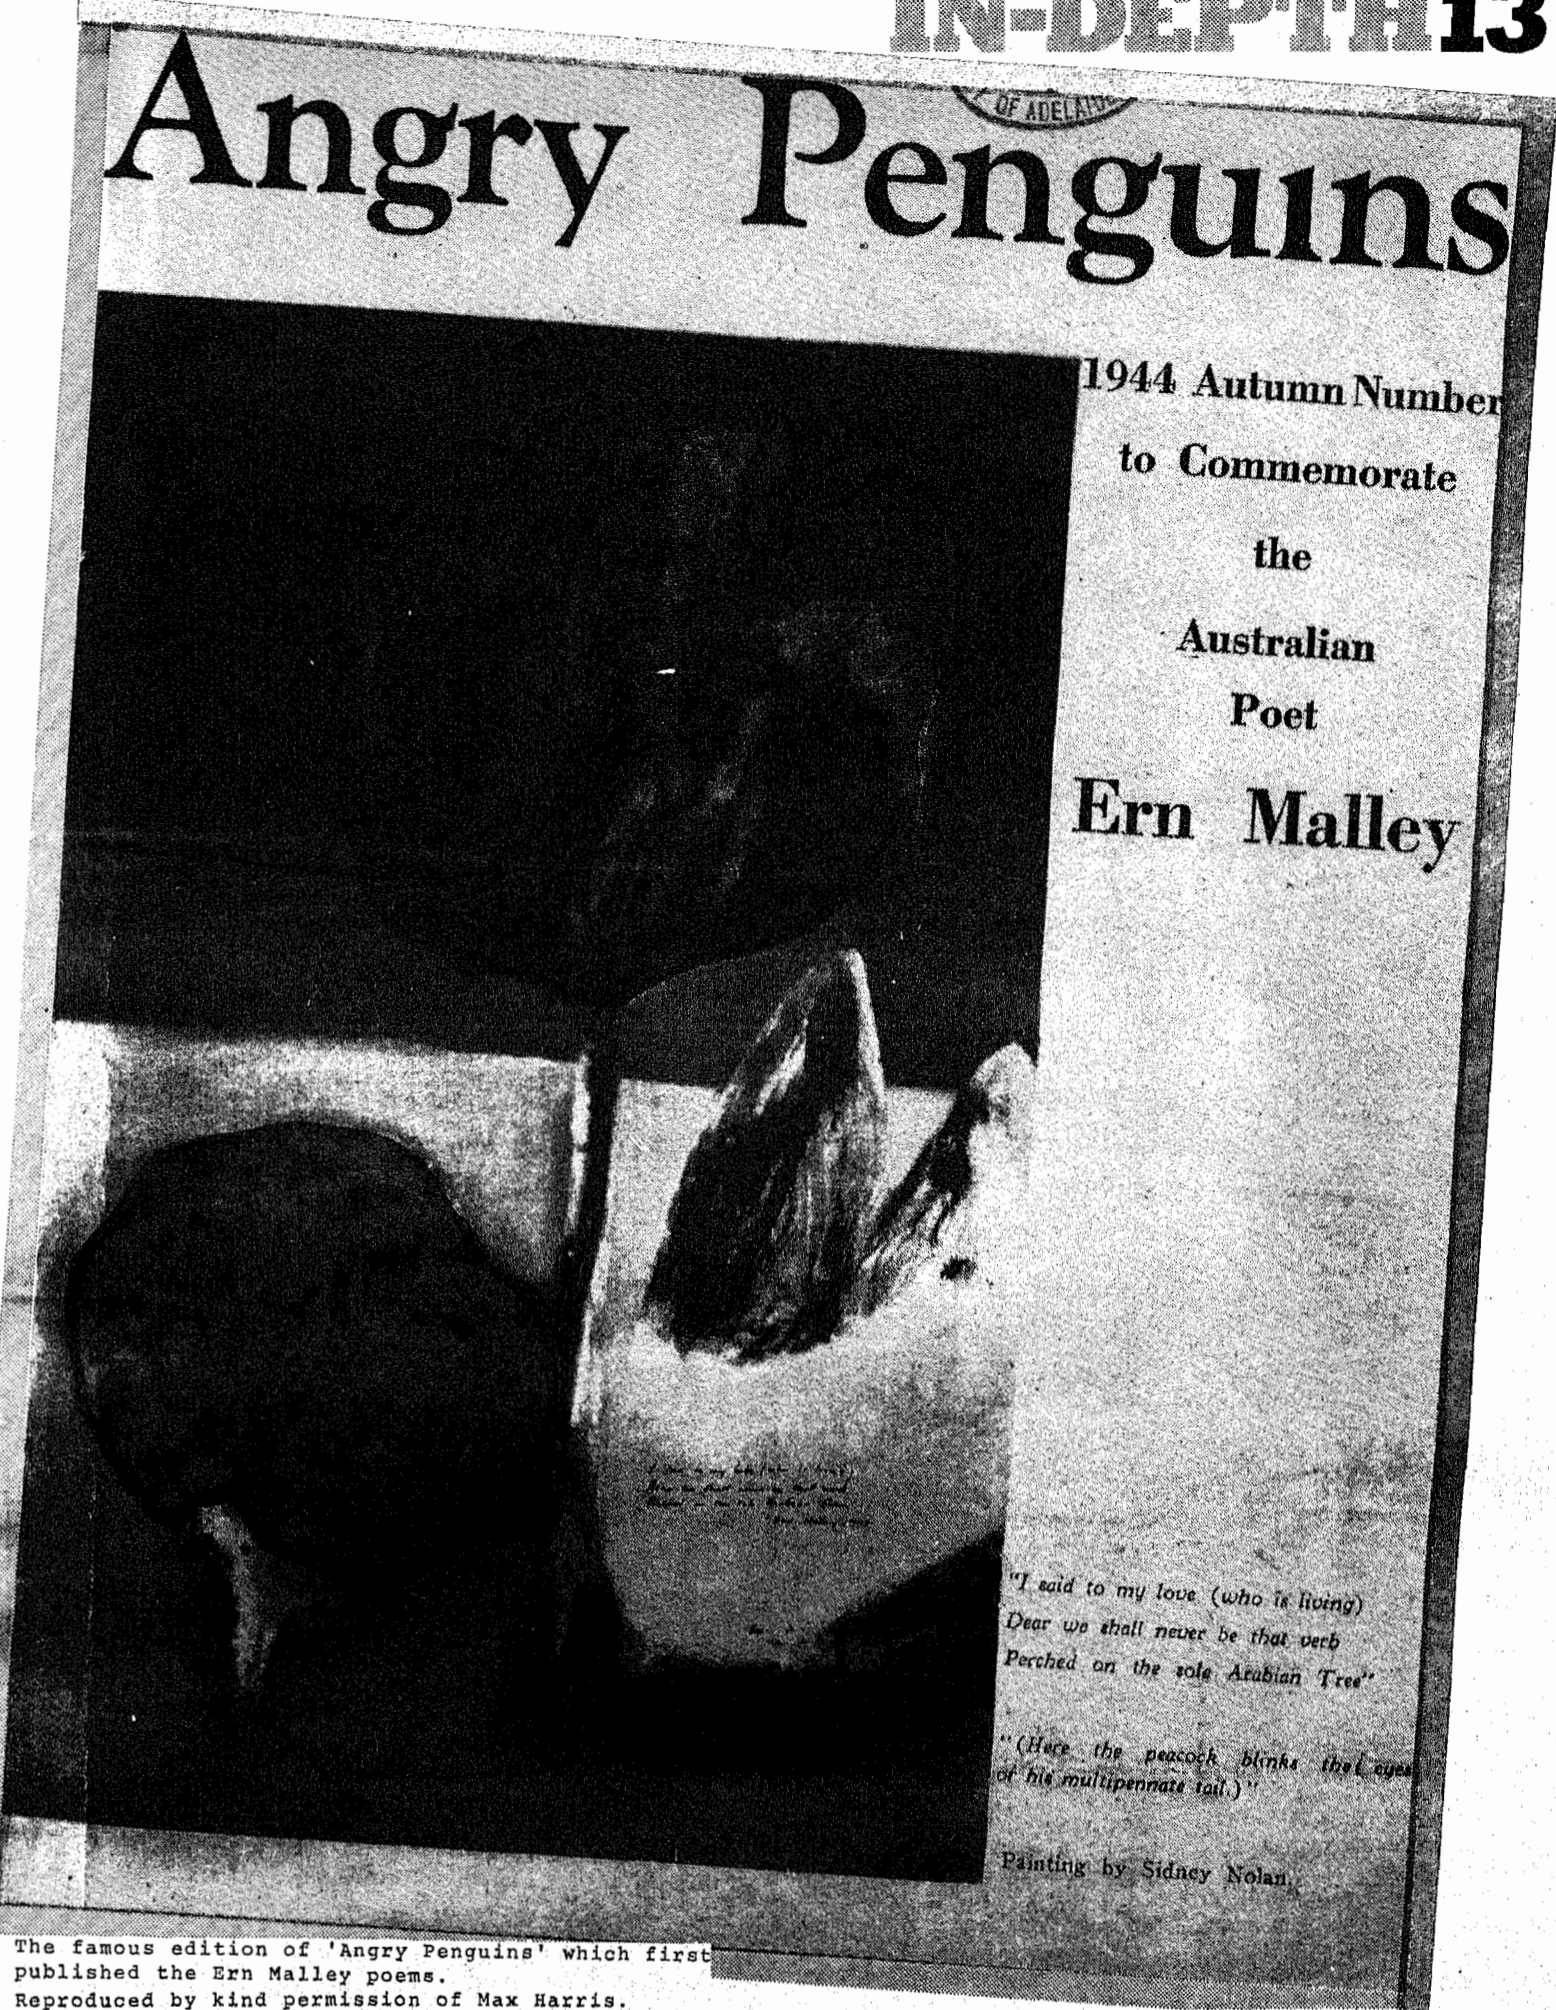 IN-DEPTH 13
OF ADELAIDE
Angry Penguins
1944 Autumn Number
to Commemorate
the
Australian
Poet
Ern Malley
"I said to my love (who is living)
Dear we shall never be that verb
Perched on the sole Arabian Tree"
"(Here the peacock blinks the eyes
of his multipennate tail.)"
Painting by Sidney Nolan.
The famous edition of 'Angry Penguins' which first
published the Ern Malley poems.
Reproduced by kind permission of Max Harris.